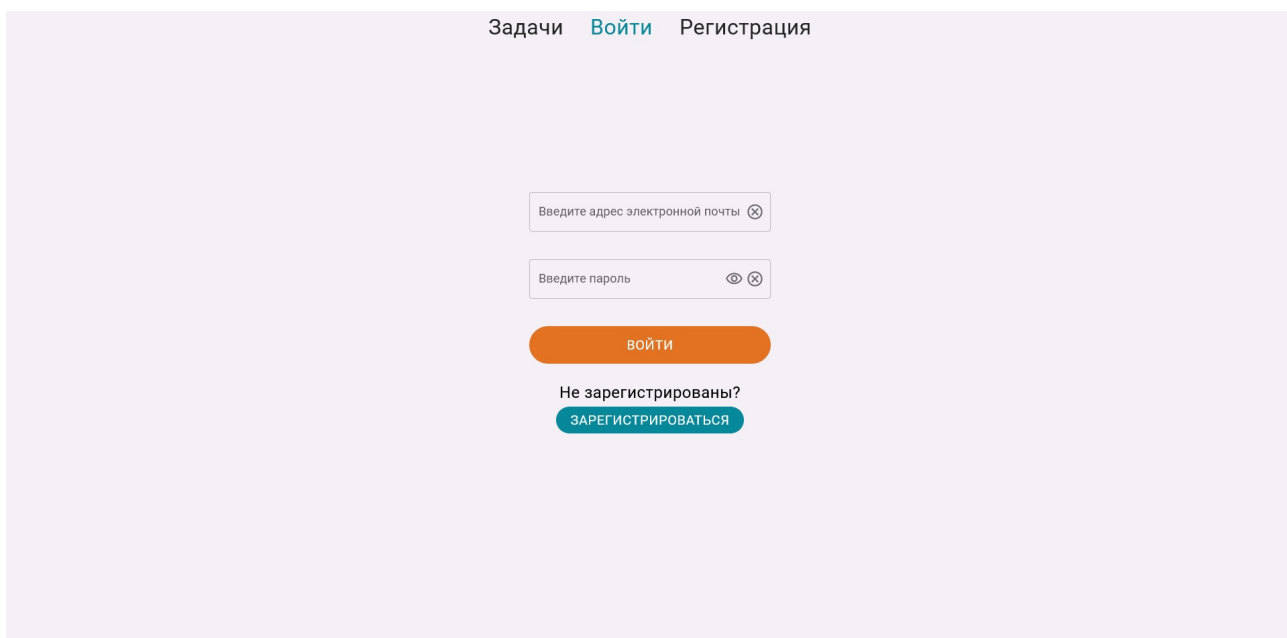 Задачи Войти Регистрация
Введите адрес электронной почты
Введите пароль
ВОЙТИ
Не зарегистрированы?
ЗАРЕГИСТРИРОВАТЬСЯ